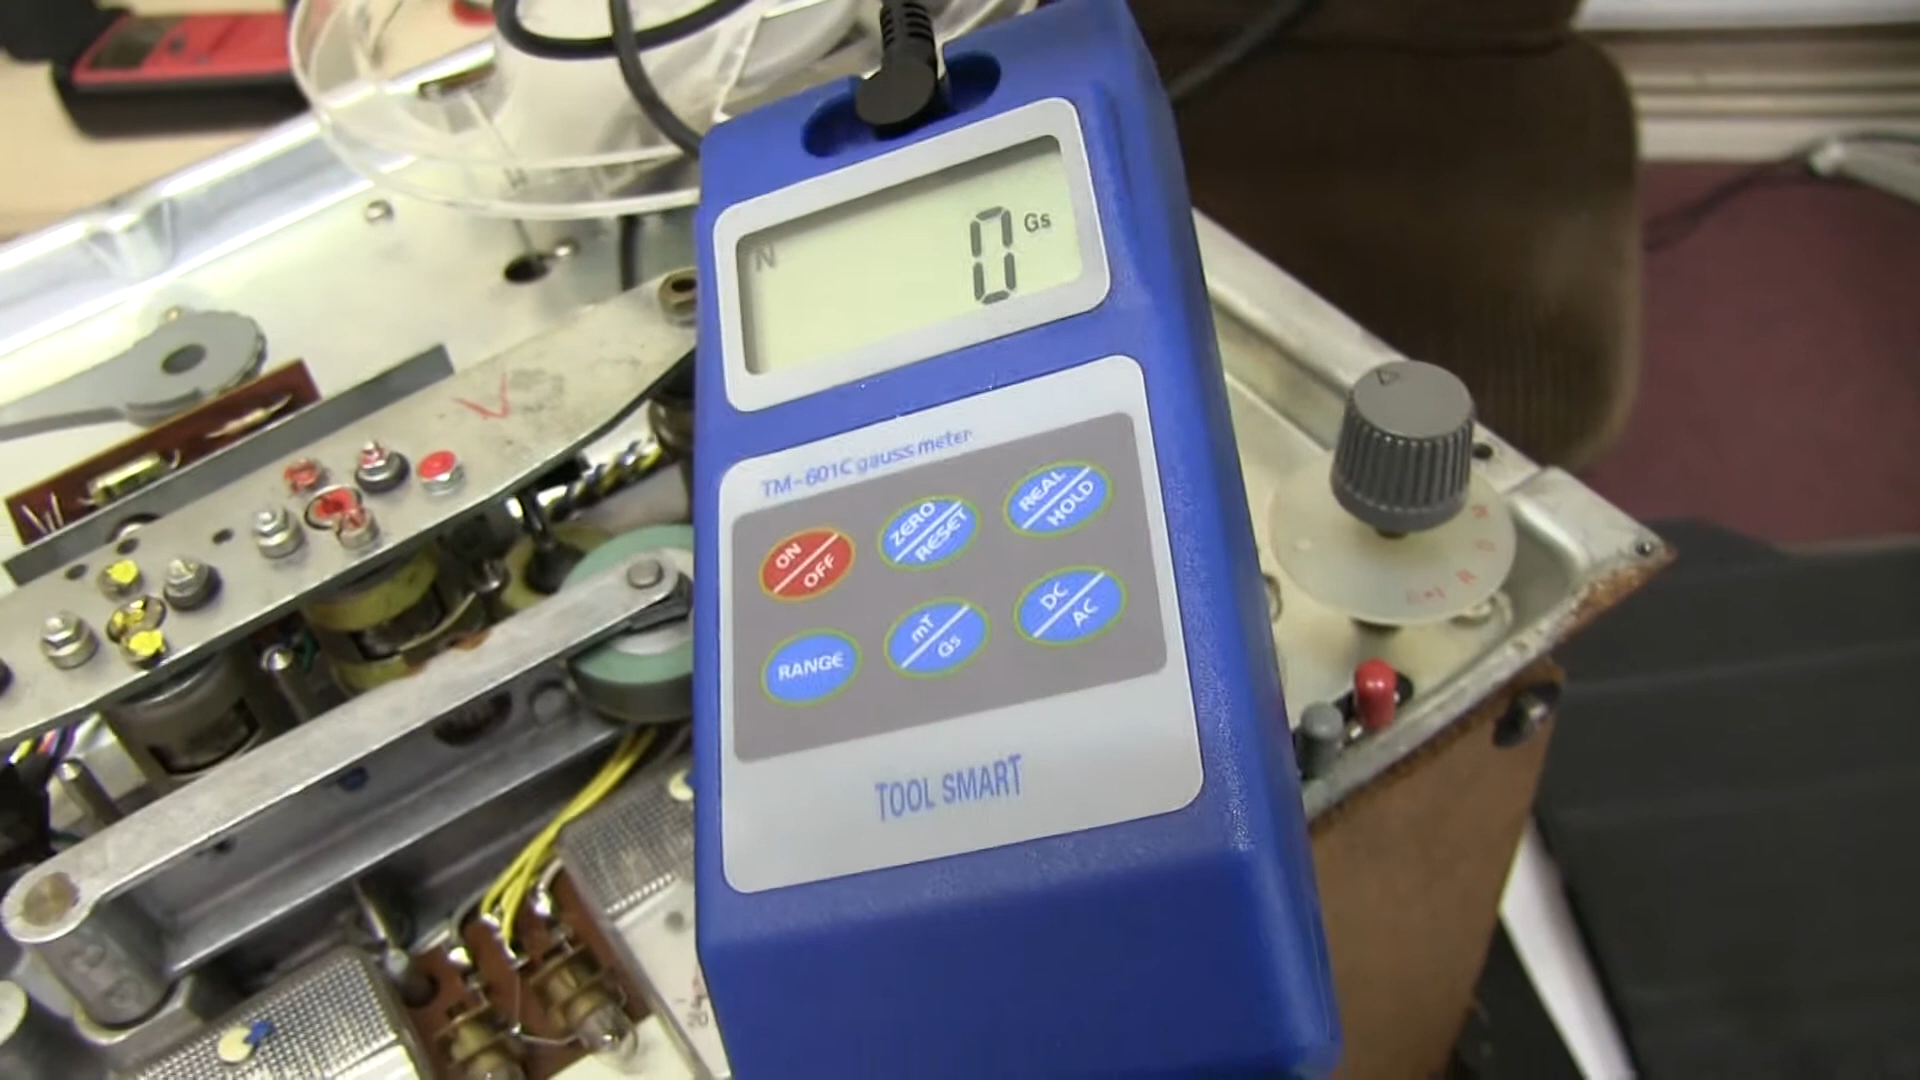 N 0 Gs
TM-601C gauss meter
ON OFF
ZERO RESET
REAL HOLD
RANGE
mT Gs
DC AC
TOOL SMART
20